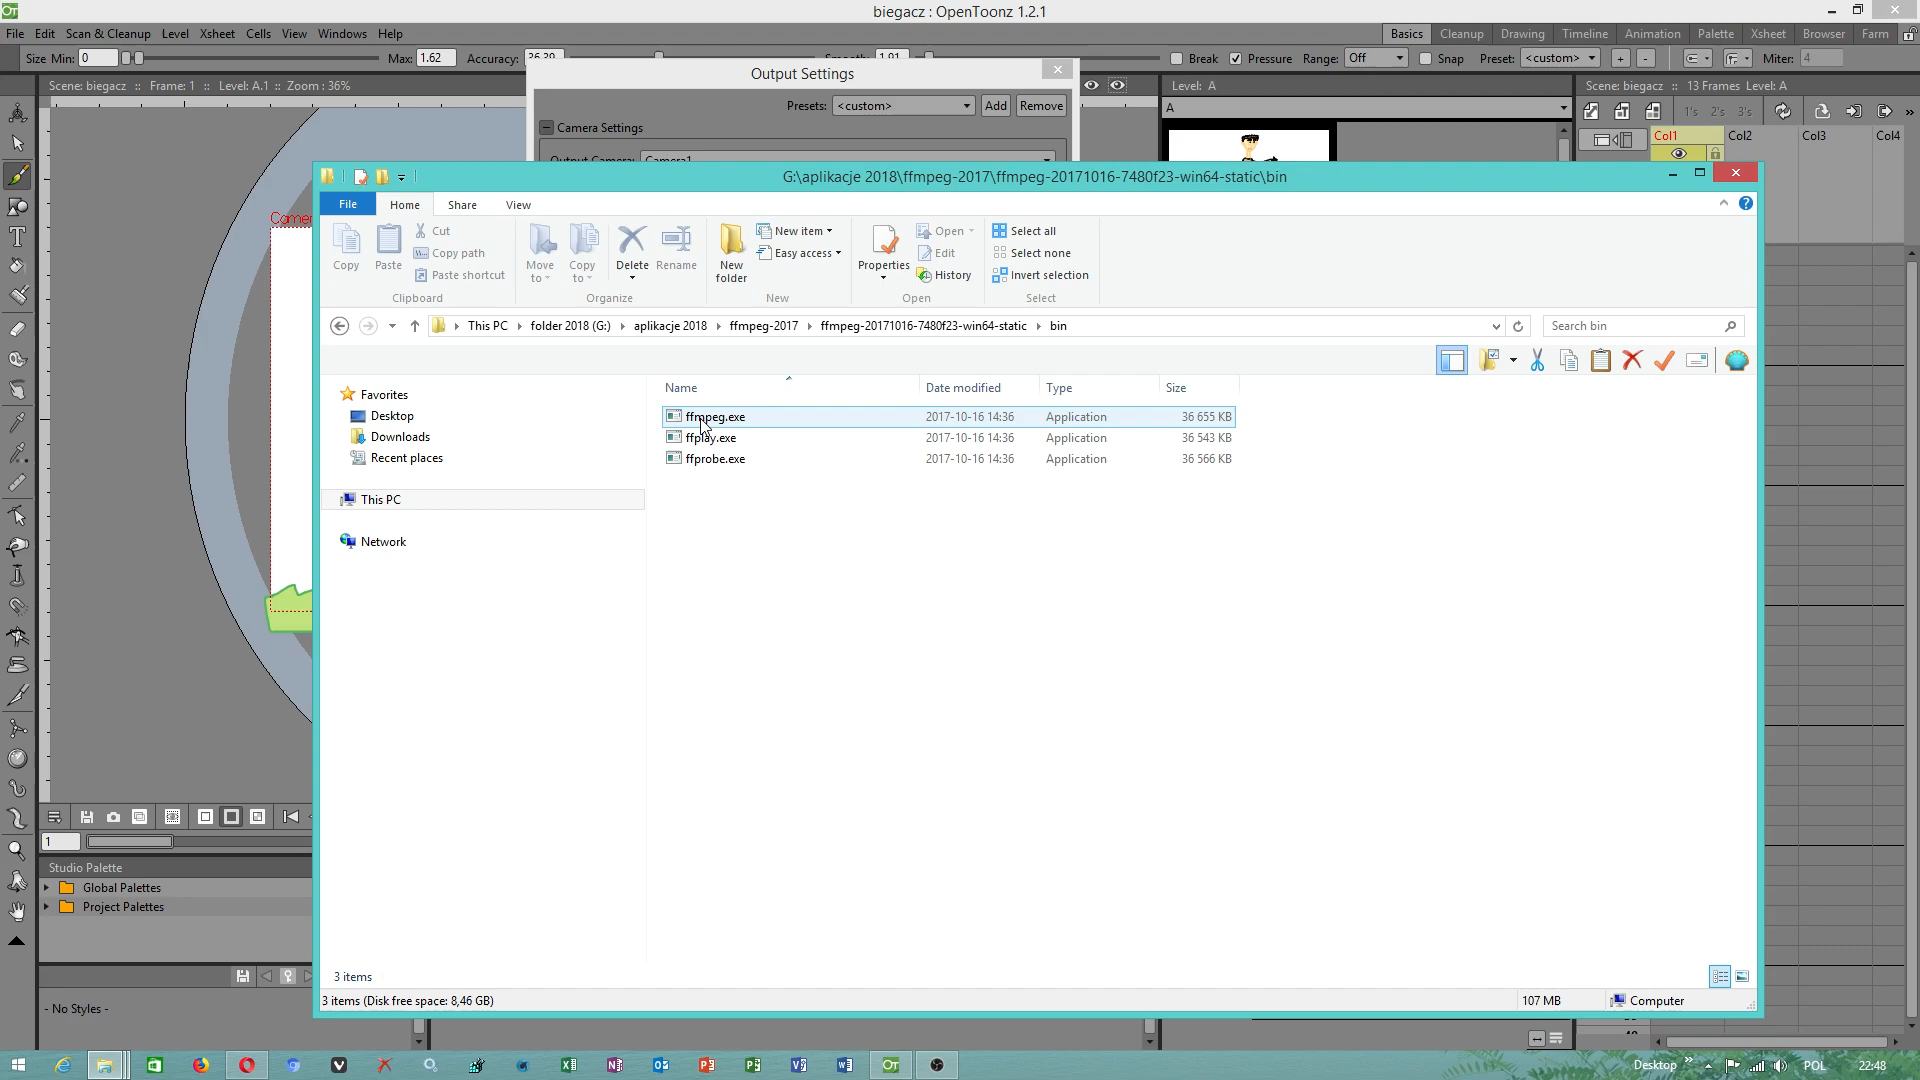 biegacz : OpenToonz 1.2.1
File Edit Scan & Cleanup Level Xsheet Cells View Windows Help
Basics Cleanup Drawing Timeline Animation Palette Xsheet Browser Farm
Size Min: 0 Max: 1.62 Accuracy: Break Pressure Range: Off Snap Preset: <custom> + - Miter: 4
Scene: biegacz :: Frame: 1 :: Level: A.1 :: Zoom : 36%
Output Settings
Level: A
Scene: biegacz :: 13 Frames Level: A
Presets: <custom> Add Remove
A
1's 2's 3's
Camera Settings
Col1 Col2 Col3 Col4
Output Camera: Camera1
G:\aplikacje 2018\ffmpeg-2017\ffmpeg-20171016-7480f23-win64-static\bin
File Home Share View
Copy Paste Cut
Copy path
Paste shortcut
Clipboard
Move to Copy to Delete Rename
Organize
New folder
New item
Easy access
New
Properties
Open
Edit
History
Open
Select all
Select none
Invert selection
Select
This PC folder 2018 (G:) aplikacje 2018 ffmpeg-2017 ffmpeg-20171016-7480f23-win64-static bin
Search bin
Name Date modified Type Size
ffmpeg.exe 2017-10-16 14:36 Application 36 655 KB
ffplay.exe 2017-10-16 14:36 Application 36 543 KB
ffprobe.exe 2017-10-16 14:36 Application 36 566 KB
Favorites
Desktop
Downloads
Recent places
This PC
Network
1
Studio Palette
Global Palettes
Project Palettes
- No Styles -
3 items
3 items (Disk free space: 8,46 GB) 107 MB Computer
Desktop POL 22:48